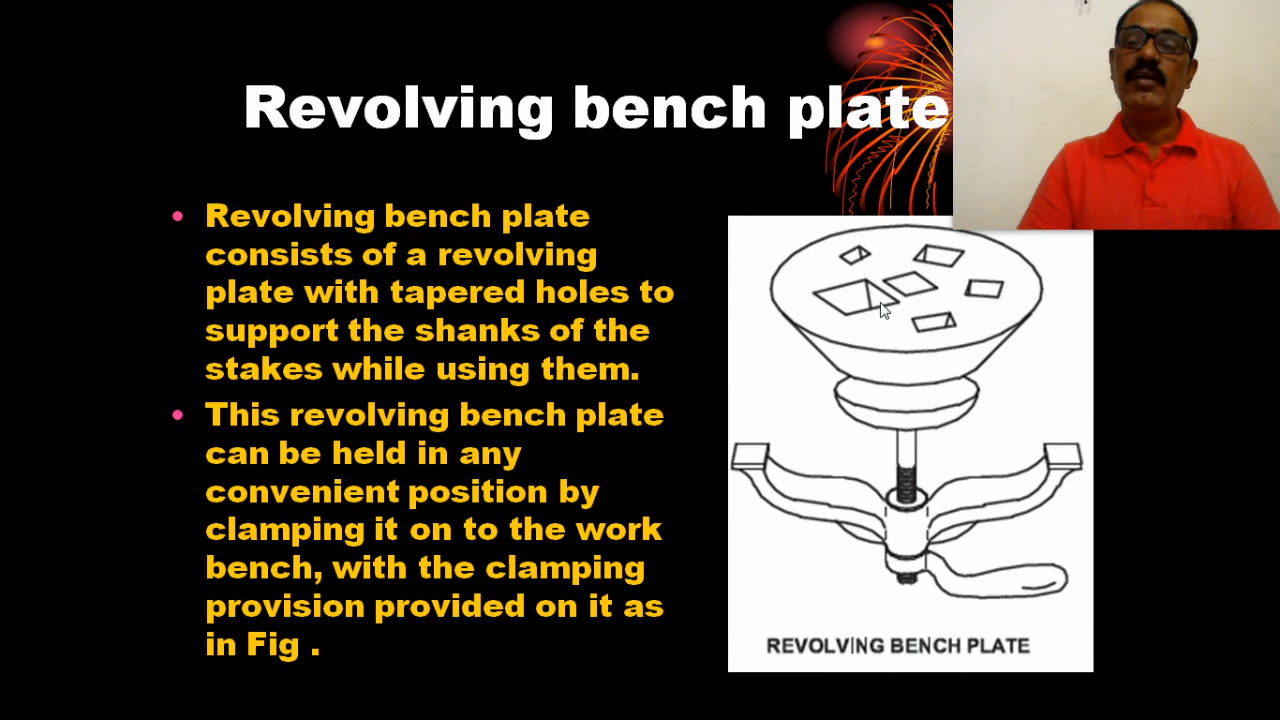 Revolving bench plate
• Revolving bench plate
consists of a revolving
plate with tapered holes to
support the shanks of the
stakes while using them.
• This revolving bench plate
can be held in any
convenient position by
clamping it on to the work
bench, with the clamping
provision provided on it as
in Fig .
REVOLVING BENCH PLATE